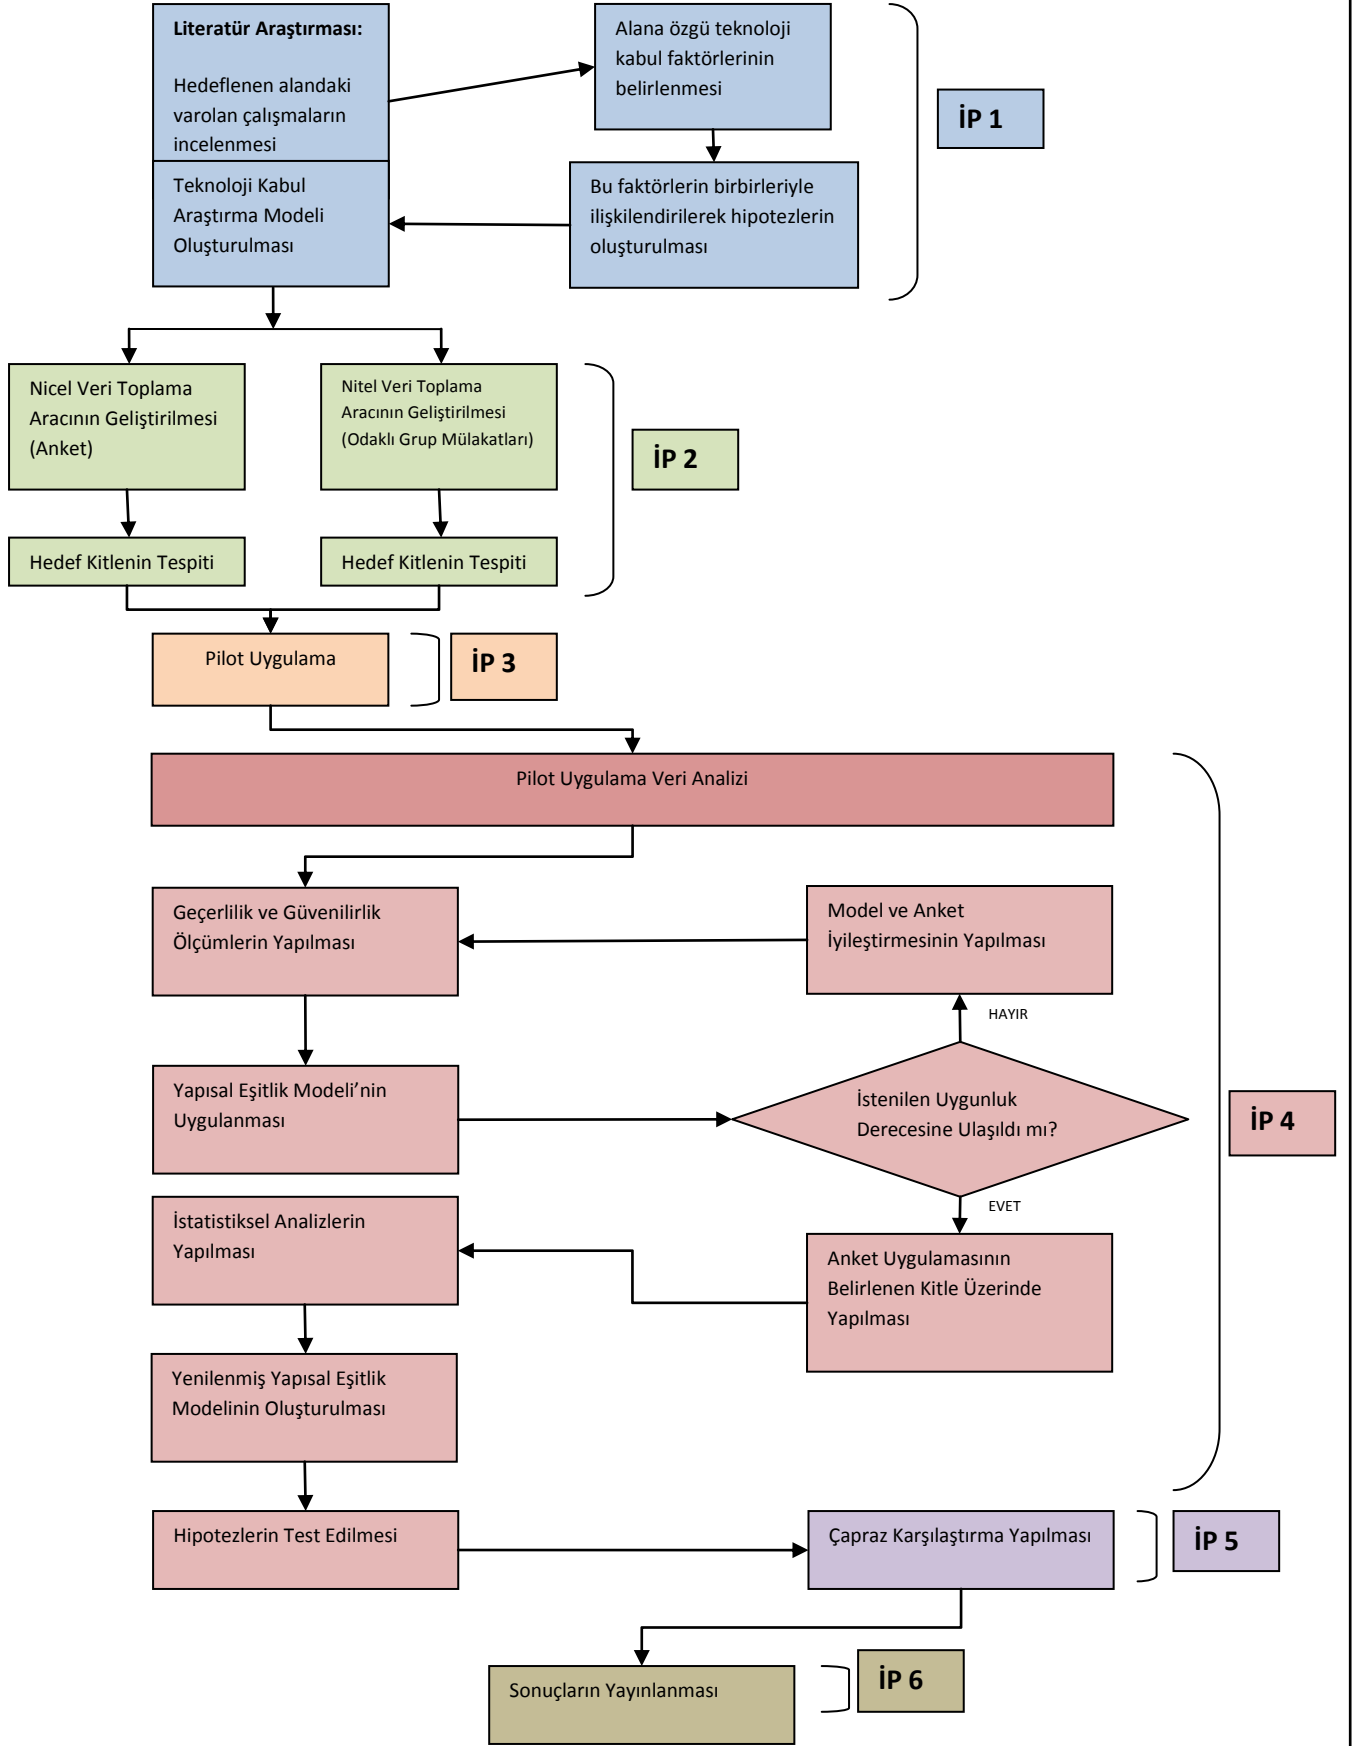 Literatür Araştırması:
Hedeflenen alandaki
varolan çalışmaların
incelenmesi
Alana özgü teknoloji
kabul faktörlerinin
belirlenmesi
İP 1
Teknoloji Kabul
Araştırma Modeli
Oluşturulması
Bu faktörlerin birbirleriyle
ilişkilendirilerek hipotezlerin
oluşturulması
Nicel Veri Toplama
Aracının Geliştirilmesi
(Anket)
Nitel Veri Toplama
Aracının Geliştirilmesi
(Odaklı Grup Mülakatları)
İP 2
Hedef Kitlenin Tespiti
Hedef Kitlenin Tespiti
Pilot Uygulama
İP 3
Pilot Uygulama Veri Analizi
Geçerlilik ve Güvenilirlik
Ölçümlerin Yapılması
Model ve Anket
İyileştirmesinin Yapılması
HAYIR
Yapısal Eşitlik Modeli’nin
Uygulanması
İstenilen Uygunluk
Derecesine Ulaşıldı mı?
İP 4
EVET
İstatistiksel Analizlerin
Yapılması
Anket Uygulamasının
Belirlenen Kitle Üzerinde
Yapılması
Yenilenmiş Yapısal Eşitlik
Modelinin Oluşturulması
Hipotezlerin Test Edilmesi
Çapraz Karşılaştırma Yapılması
İP 5
Sonuçların Yayınlanması
İP 6